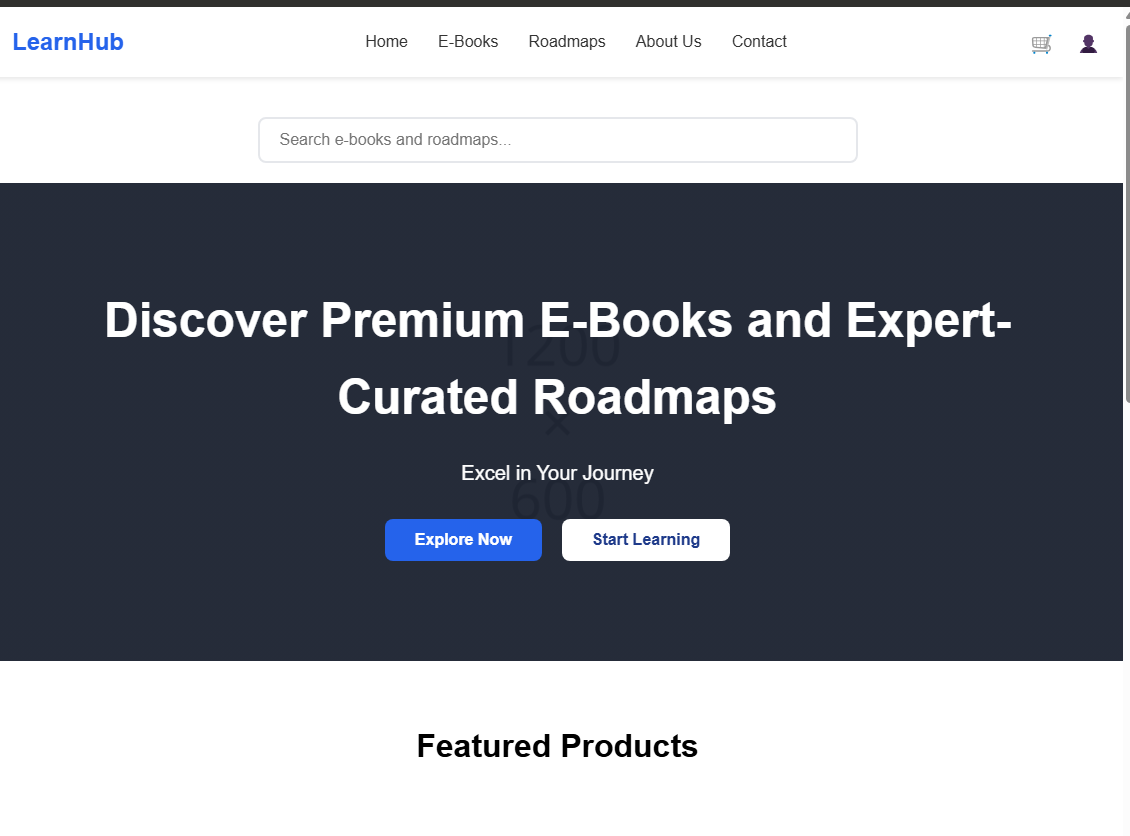 LearnHub
Home E-Books Roadmaps About Us Contact
Search e-books and roadmaps...
Discover Premium E-Books and Expert-
Curated Roadmaps
1200
×
600
Excel in Your Journey
Explore Now Start Learning
Featured Products